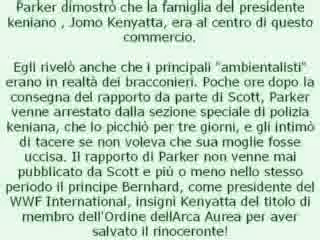 Parker dimostrò che la famiglia del presidente
keniano , Jomo Kenyatta, era al centro di questo
commercio.
Egli rivelò anche che i principali "ambientalisti"
erano in realtà dei bracconieri. Poche ore dopo la
consegna del rapporto da parte di Scott, Parker
venne arrestato dalla sezione speciale di polizia
keniana, che lo picchiò per tre giorni, e gli intimò
di tacere se non voleva che sua moglie fosse
uccisa. Il rapporto di Parker non venne mai
pubblicato da Scott e più o meno nello stesso
periodo il principe Bernhard, come presidente del
WWF International, insignì Kenyatta del titolo di
membro dell'Ordine dellArca Aurea per aver
salvato il rinoceronte!